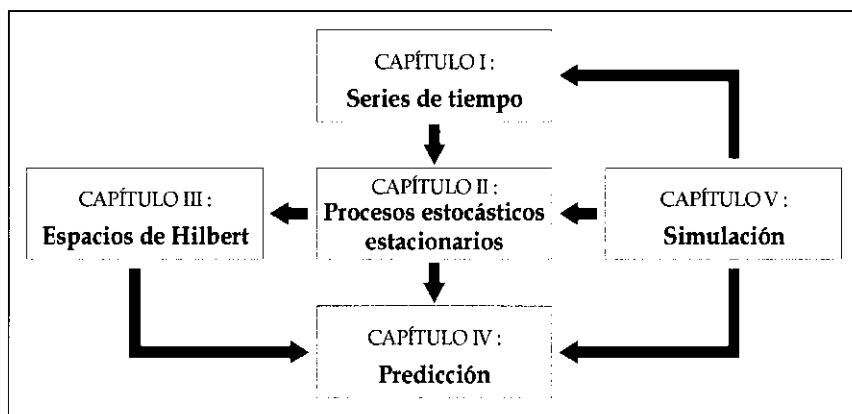 CAPÍTULO I :
Series de tiempo
CAPÍTULO III :
Espacios de Hilbert
CAPÍTULO II :
Procesos estocásticos
estacionarios
CAPÍTULO V :
Simulación
CAPÍTULO IV :
Predicción